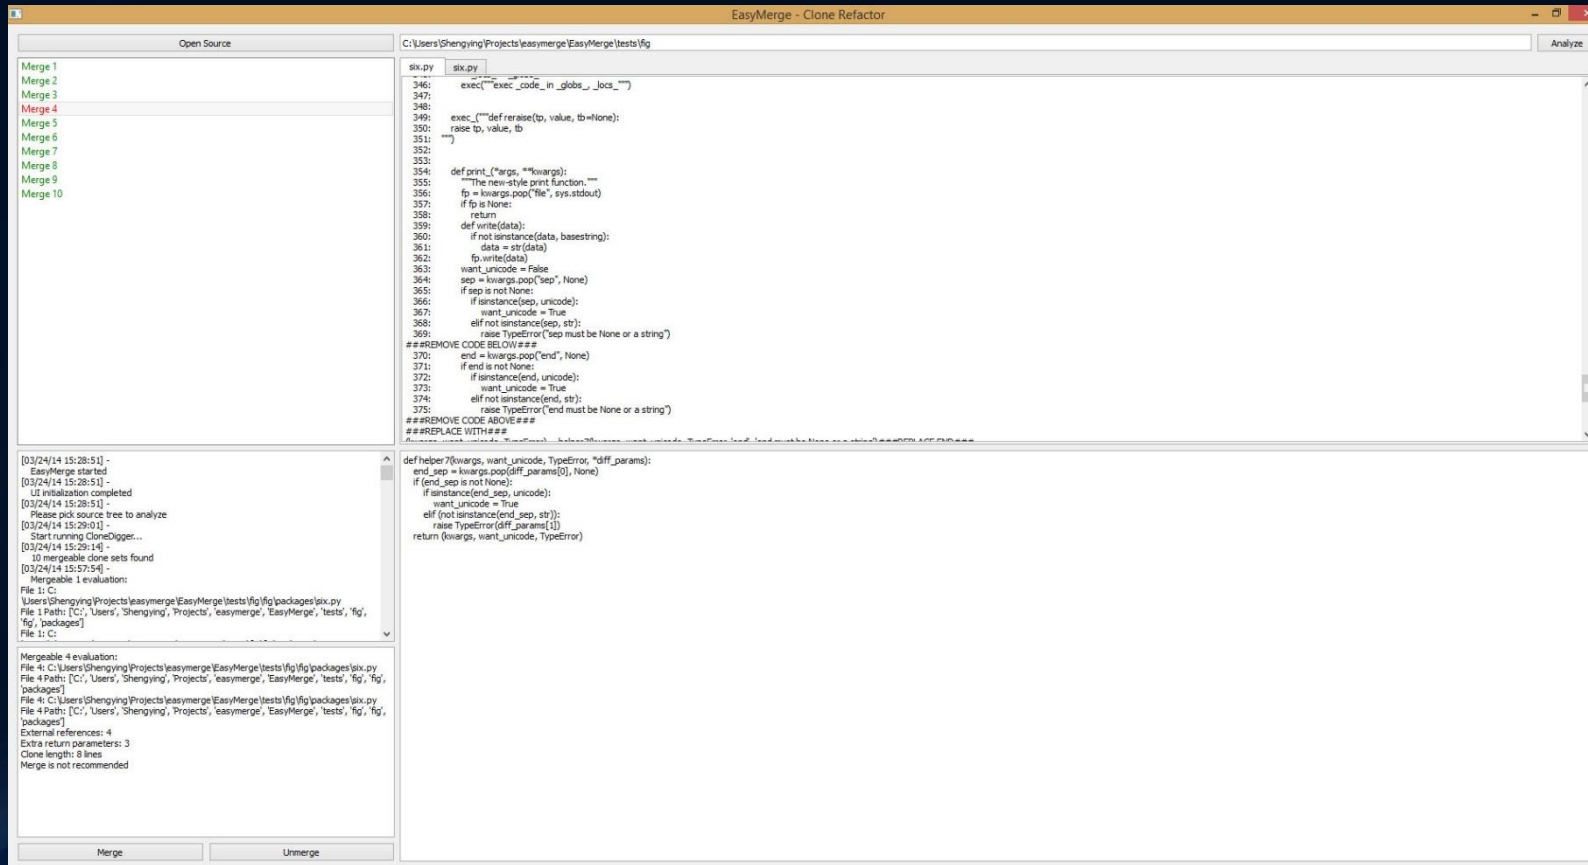 EasyMerge - Clone Refactor
Open Source
C:\Users\Shengying\Projects\easymerge\EasyMerge\tests\fig
Analyze
Merge 1
Merge 2
Merge 3
Merge 4
Merge 5
Merge 6
Merge 7
Merge 8
Merge 9
Merge 10
six.py
six.py
346: exec("""exec _code_ in _globs_, _locs_""")
347:
348:
349: exec_("""def reraise(tp, value, tb=None):
350: raise tp, value, tb
351: """)
352:
353:
354: def print_(*args, **kwargs):
355: """The new-style print function."""
356: fp = kwargs.pop("file", sys.stdout)
357: if fp is None:
358: return
359: def write(data):
360: if not isinstance(data, basestring):
361: data = str(data)
362: fp.write(data)
363: want_unicode = False
364: sep = kwargs.pop("sep", None)
365: if sep is not None:
366: if isinstance(sep, unicode):
367: want_unicode = True
368: elif not isinstance(sep, str):
369: raise TypeError("sep must be None or a string")
###REMOVE CODE BELOW###
370: end = kwargs.pop("end", None)
371: if end is not None:
372: if isinstance(end, unicode):
373: want_unicode = True
374: elif not isinstance(end, str):
375: raise TypeError("end must be None or a string")
###REMOVE CODE ABOVE###
###REPLACE WITH###
[03/24/14 15:28:51] -
EasyMerge started
[03/24/14 15:28:51] -
UI initialization completed
[03/24/14 15:28:51] -
Please pick source tree to analyze
[03/24/14 15:29:01] -
Start running CloneDigger...
[03/24/14 15:29:14] -
10 mergeable clone sets found
[03/24/14 15:57:54] -
Mergeable 1 evaluation:
File 1: C:
\Users\Shengying\Projects\easymerge\EasyMerge\tests\fig\fig\packages\six.py
File 1 Path: ['C:', 'Users', 'Shengying', 'Projects', 'easymerge', 'EasyMerge', 'tests', 'fig',
'fig', 'packages']
File 1: C:
def helper7(kwargs, want_unicode, TypeError, *diff_params):
end_sep = kwargs.pop(diff_params[0], None)
if (end_sep is not None):
if isinstance(end_sep, unicode):
want_unicode = True
elif (not isinstance(end_sep, str)):
raise TypeError(diff_params[1])
return (kwargs, want_unicode, TypeError)
Mergeable 4 evaluation:
File 4: C:\Users\Shengying\Projects\easymerge\EasyMerge\tests\fig\fig\packages\six.py
File 4 Path: ['C:', 'Users', 'Shengying', 'Projects', 'easymerge', 'EasyMerge', 'tests', 'fig', 'fig',
'packages']
File 4: C:\Users\Shengying\Projects\easymerge\EasyMerge\tests\fig\fig\packages\six.py
File 4 Path: ['C:', 'Users', 'Shengying', 'Projects', 'easymerge', 'EasyMerge', 'tests', 'fig', 'fig',
'packages']
External references: 4
Extra return parameters: 3
Clone length: 8 lines
Merge is not recommended
Merge
Unmerge